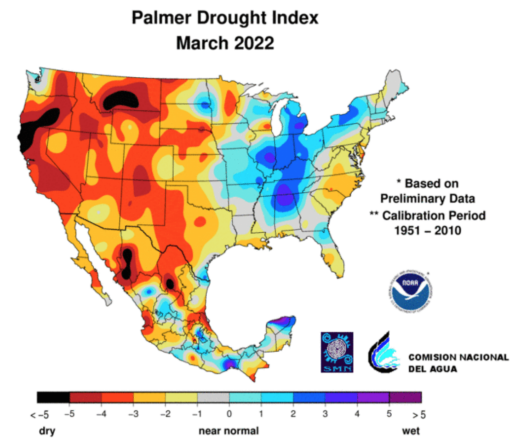 Palmer Drought Index
March 2022
* Based on
Preliminary Data
** Calibration Period
1951 – 2010
NOAA
SMN
COMISION NACIONAL
DEL AGUA
< -5 -5 -4 -3 -2 -1 0 1 2 3 4 5 > 5
dry near normal wet